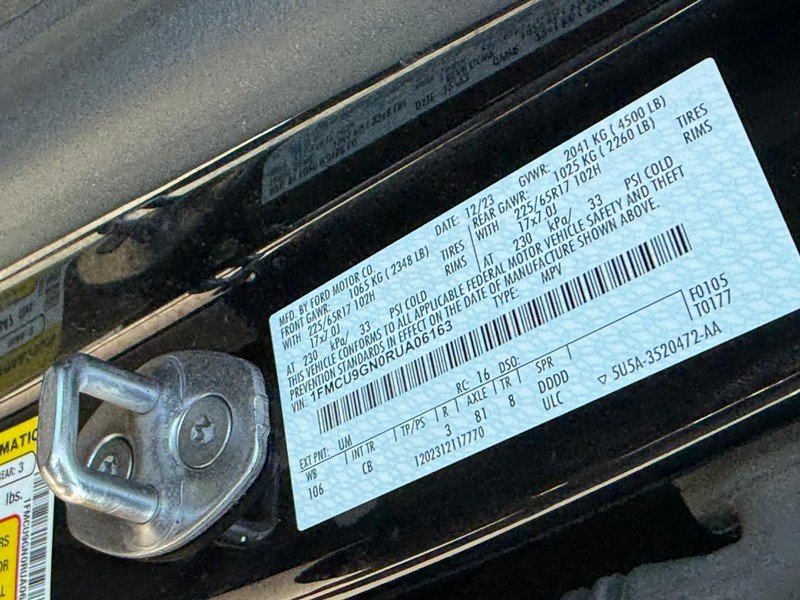 MFD. BY FORD MOTOR CO.
DATE: 12/23 GVWR: 2041 KG ( 4500 LB)
FRONT GAWR: 1065 KG ( 2348 LB) REAR GAWR: 1025 KG ( 2260 LB)
WITH 225/65R17 102H TIRES WITH 225/65R17 102H TIRES
17x7.0J RIMS 17x7.0J RIMS
AT 230 kPa/ 33 PSI COLD AT 230 kPa/ 33 PSI COLD
THIS VEHICLE CONFORMS TO ALL APPLICABLE FEDERAL MOTOR VEHICLE SAFETY AND THEFT
PREVENTION STANDARDS IN EFFECT ON THE DATE OF MANUFACTURE SHOWN ABOVE.
VIN: 1FMCU9GN0RUA06163 TYPE: MPV
F0105
T0177
EXT PNT: UM RC: 16 DSO:
WB INT TR TP/PS R AXLE TR SPR
106 CB 3 81 8 DDDD
120231211770 ULC 5U5A-3520472-AA
EAR: 3
lbs.